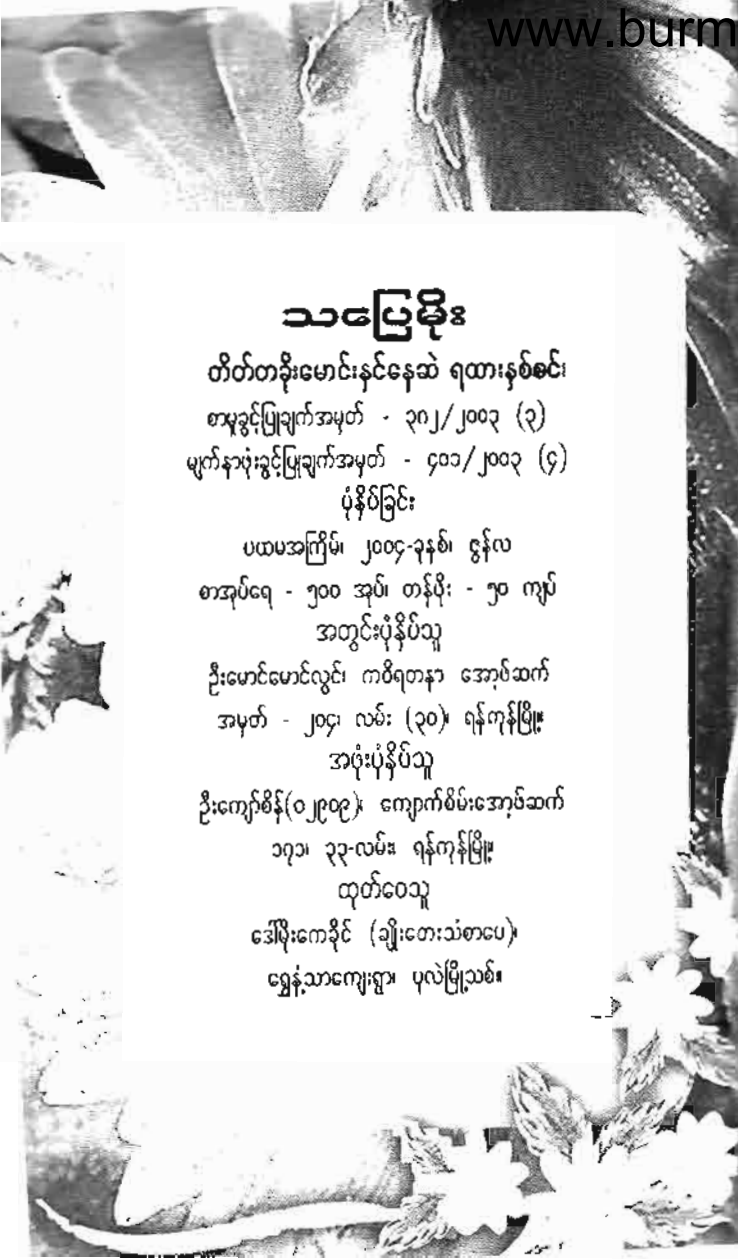 www.burm
သပြေမိုး
တိတ်တခိုးမောင်းနှင်နေဆဲ ရထားနှစ်စင်း
စာမူခွင့်ပြုချက်အမှတ် - ၃၈၂/၂၀၀၃ (၃)
မျက်နှာဖုံးခွင့်ပြုချက်အမှတ် - ၄၀၁/၂၀၀၃ (၄)
ပုံနှိပ်ခြင်း
ပထမအကြိမ်၊ ၂၀၀၄-ခုနှစ်၊ ဇွန်လ
စာအုပ်ရေ - ၅၀၀ အုပ်၊ တန်ဖိုး - ၅၀ ကျပ်
အတွင်းပုံနှိပ်သူ
ဦးမောင်မောင်လွင်၊ ကဝိရတနာ အော့ဖ်ဆက်
အမှတ် - ၂၀၄၊ လမ်း (၃၀)၊ ရန်ကုန်မြို့။
အဖုံးပုံနှိပ်သူ
ဦးကျော်စိန်(၀၂၉၀၉)၊ ကျောက်စိမ်းအော့ဖ်ဆက်
၁၇၁၊ ၃၃-လမ်း၊ ရန်ကုန်မြို့။
ထုတ်ဝေသူ
ဒေါ်မိုးကေခိုင် (ချိုးတေးသံစာပေ)၊
ရွှေနံ့သာကျေးရွာ၊ ပုလဲမြို့သစ်။